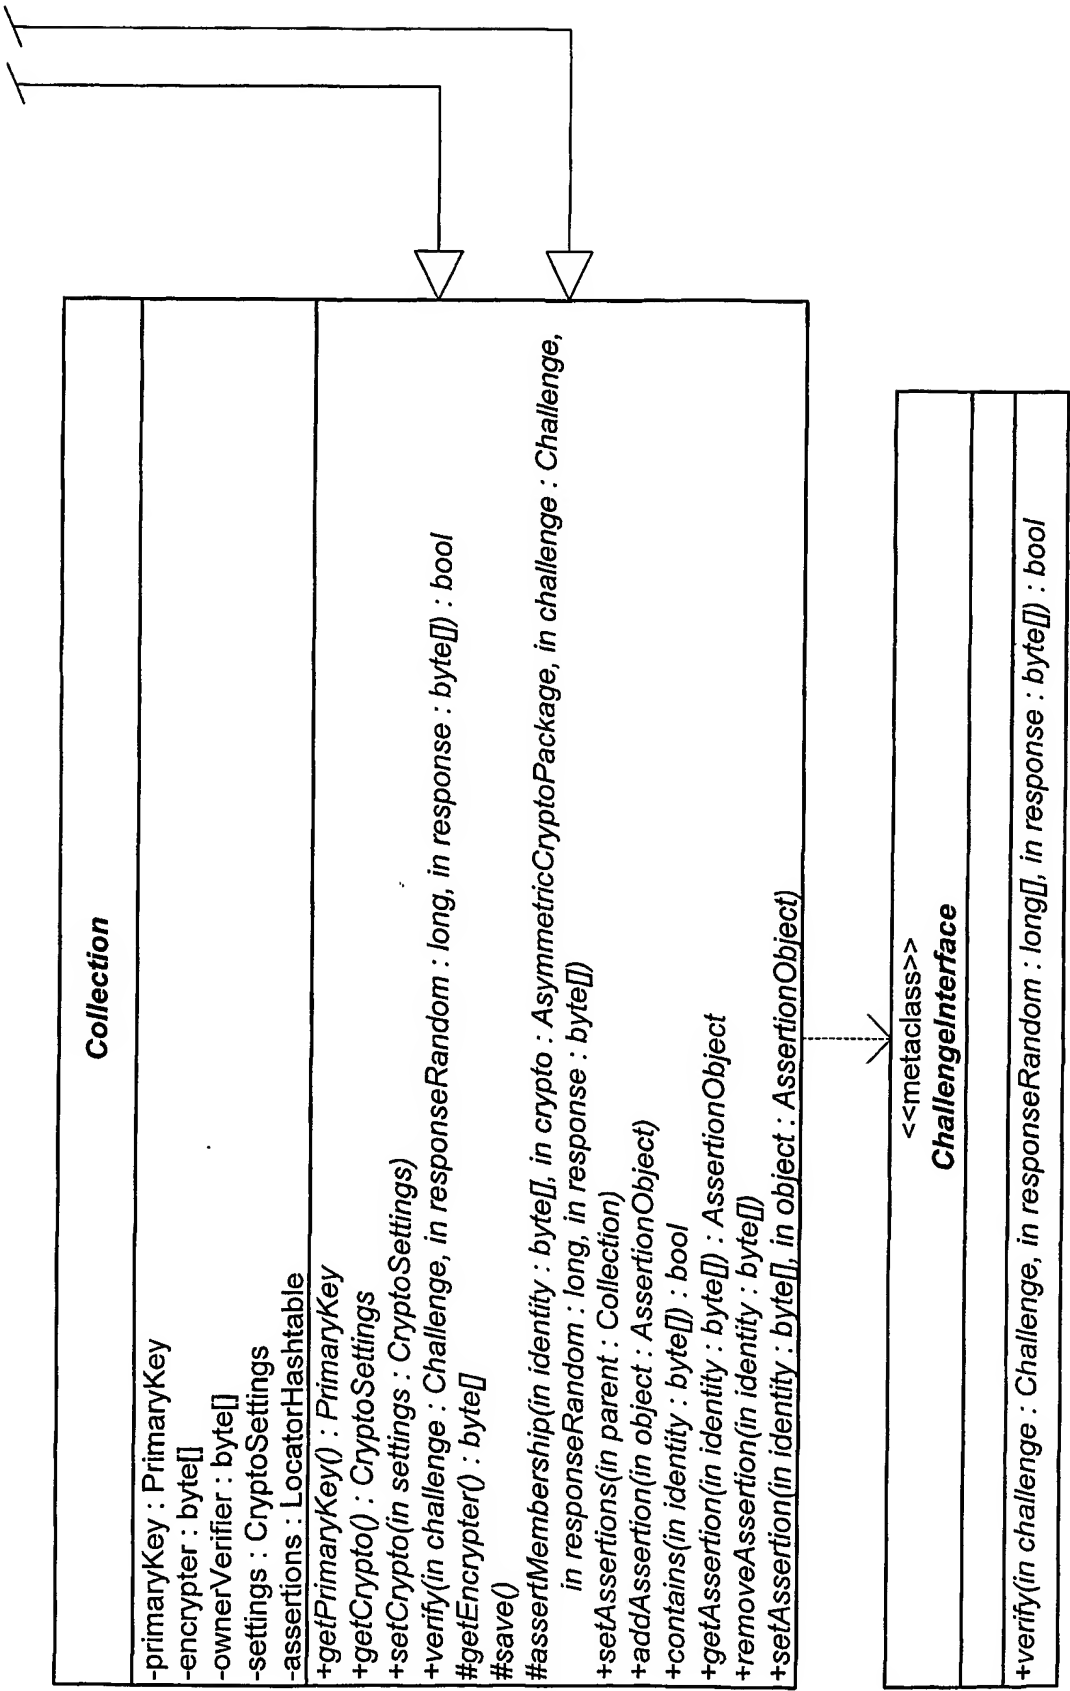 Collection
-primaryKey : PrimaryKey
-encrypter : byte[]
-ownerVerifier : byte[]
-settings : CryptoSettings
-assertions : LocatorHashtable
+getPrimaryKey() : PrimaryKey
+getCrypto() : CryptoSettings
+setCrypto(in settings : CryptoSettings)
+verify(in challenge : Challenge, in responseRandom : long, in response : byte[]) : bool
#getEncrypter() : byte[]
#save()
#assertMembership(in identity : byte[], in crypto : AsymmetricCryptoPackage, in challenge : Challenge,
in responseRandom : long, in response : byte[])
+setAssertions(in parent : Collection)
+addAssertion(in object : AssertionObject)
+contains(in identity : byte[]) : bool
+getAssertion(in identity : byte[]) : AssertionObject
+removeAssertion(in identity : byte[])
+setAssertion(in identity : byte[], in object : AssertionObject)
<<metaclass>>
ChallengeInterface
+verify(in challenge : Challenge, in responseRandom : long[], in response : byte[]) : bool